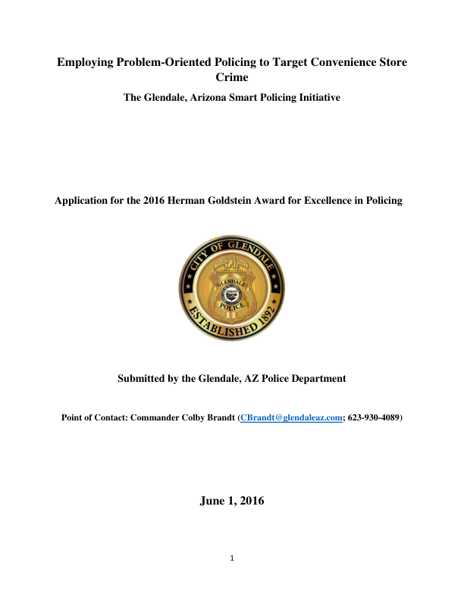 Employing Problem-Oriented Policing to Target Convenience Store
Crime
The Glendale, Arizona Smart Policing Initiative
Application for the 2016 Herman Goldstein Award for Excellence in Policing
CITY OF GLENDALE
GLENDALE
POLICE
ESTABLISHED 1892
Submitted by the Glendale, AZ Police Department
Point of Contact: Commander Colby Brandt (CBrandt@glendaleaz.com; 623-930-4089)
June 1, 2016
1